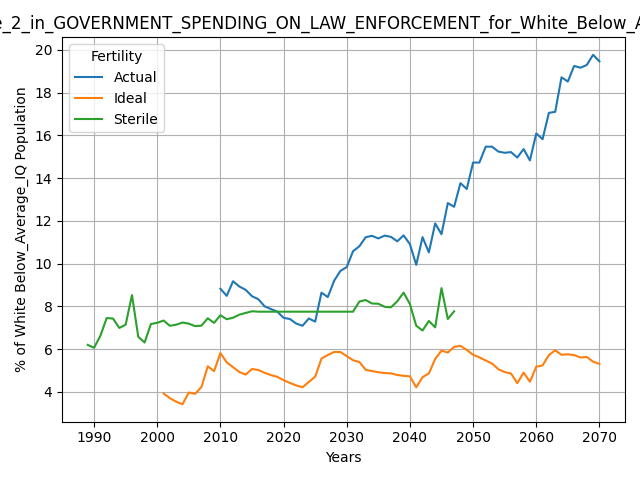 e_2_in_GOVERNMENT_SPENDING_ON_LAW_ENFORCEMENT_for_White_Below_A
Fertility
Actual
Ideal
Sterile
% of White Below_Average_IQ Population
20
18
16
14
12
10
8
6
4
1990 2000 2010 2020 2030 2040 2050 2060 2070
Years